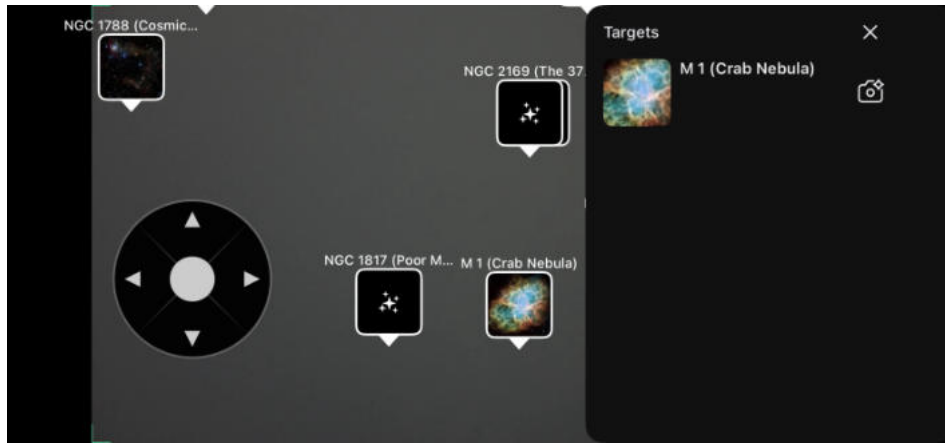 NGC 1788 (Cosmic...
NGC 2169 (The 37
NGC 1817 (Poor M...
M 1 (Crab Nebula)
Targets
M 1 (Crab Nebula)